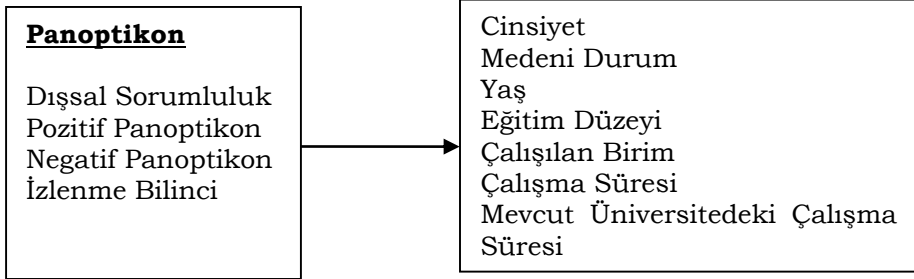 Panoptikon
Dışsal Sorumluluk
Pozitif Panoptikon
Negatif Panoptikon
İzlenme Bilinci
Cinsiyet
Medeni Durum
Yaş
Eğitim Düzeyi
Çalışılan Birim
Çalışma Süresi
Mevcut Üniversitedeki Çalışma
Süresi